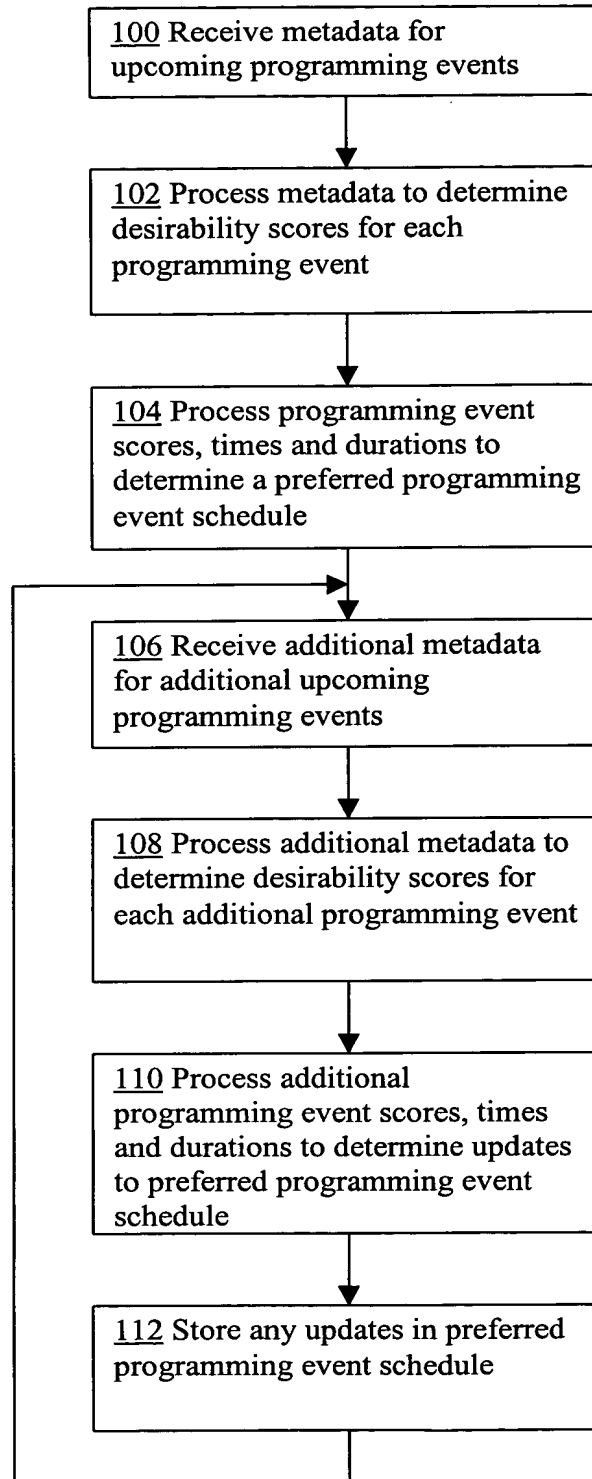 100 Receive metadata for
upcoming programming events
102 Process metadata to determine
desirability scores for each
programming event
104 Process programming event
scores, times and durations to
determine a preferred programming
event schedule
106 Receive additional metadata
for additional upcoming
programming events
108 Process additional metadata to
determine desirability scores for
each additional programming event
110 Process additional
programming event scores, times
and durations to determine updates
to preferred programming event
schedule
112 Store any updates in preferred
programming event schedule